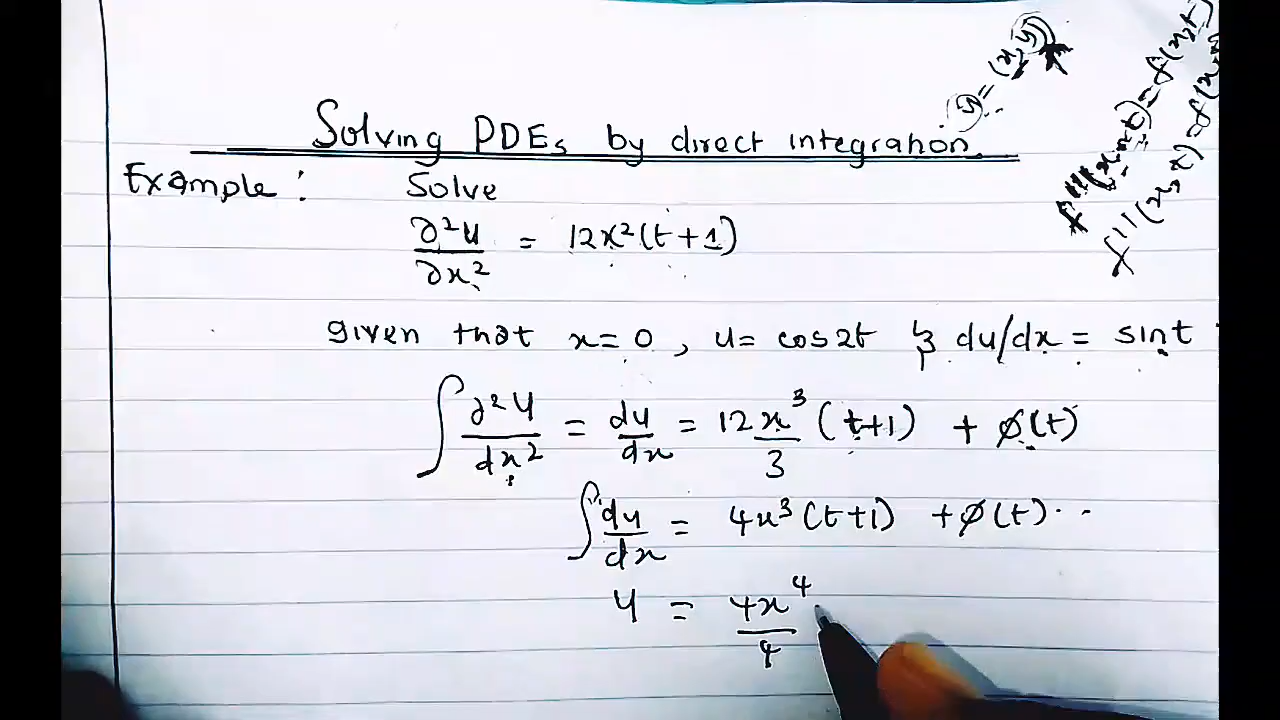 Solving PDEs by direct integration.
Example: Solve
∂²u/∂x² = 12x²(t+1)
given that x=0, u= cos2t & du/dx = sint
∫ ∂²u/dx² = du/dx = 12x³/3 (t+1) + ϕ(t)
∫ du/dx = 4x³(t+1) + ϕ(t)..
u = 4x⁴/4